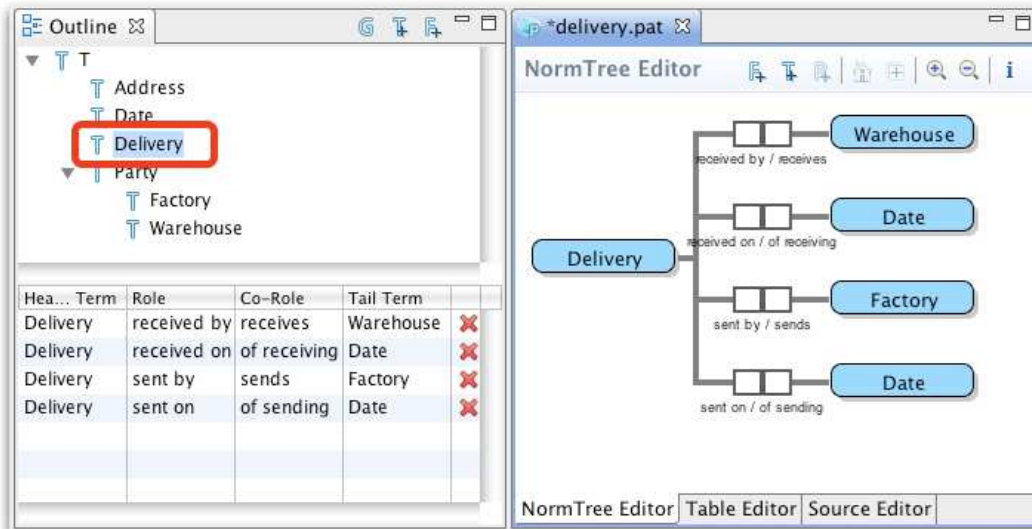 Outline
T
Address
Date
Delivery
Party
Factory
Warehouse
Hea... Term Role Co-Role Tail Term
Delivery received by receives Warehouse
Delivery received on of receiving Date
Delivery sent by sends Factory
Delivery sent on of sending Date
*delivery.pat
NormTree Editor
i
Warehouse
received by / receives
Date
received on / of receiving
Delivery
Factory
sent by / sends
Date
sent on / of sending
NormTree Editor Table Editor Source Editor